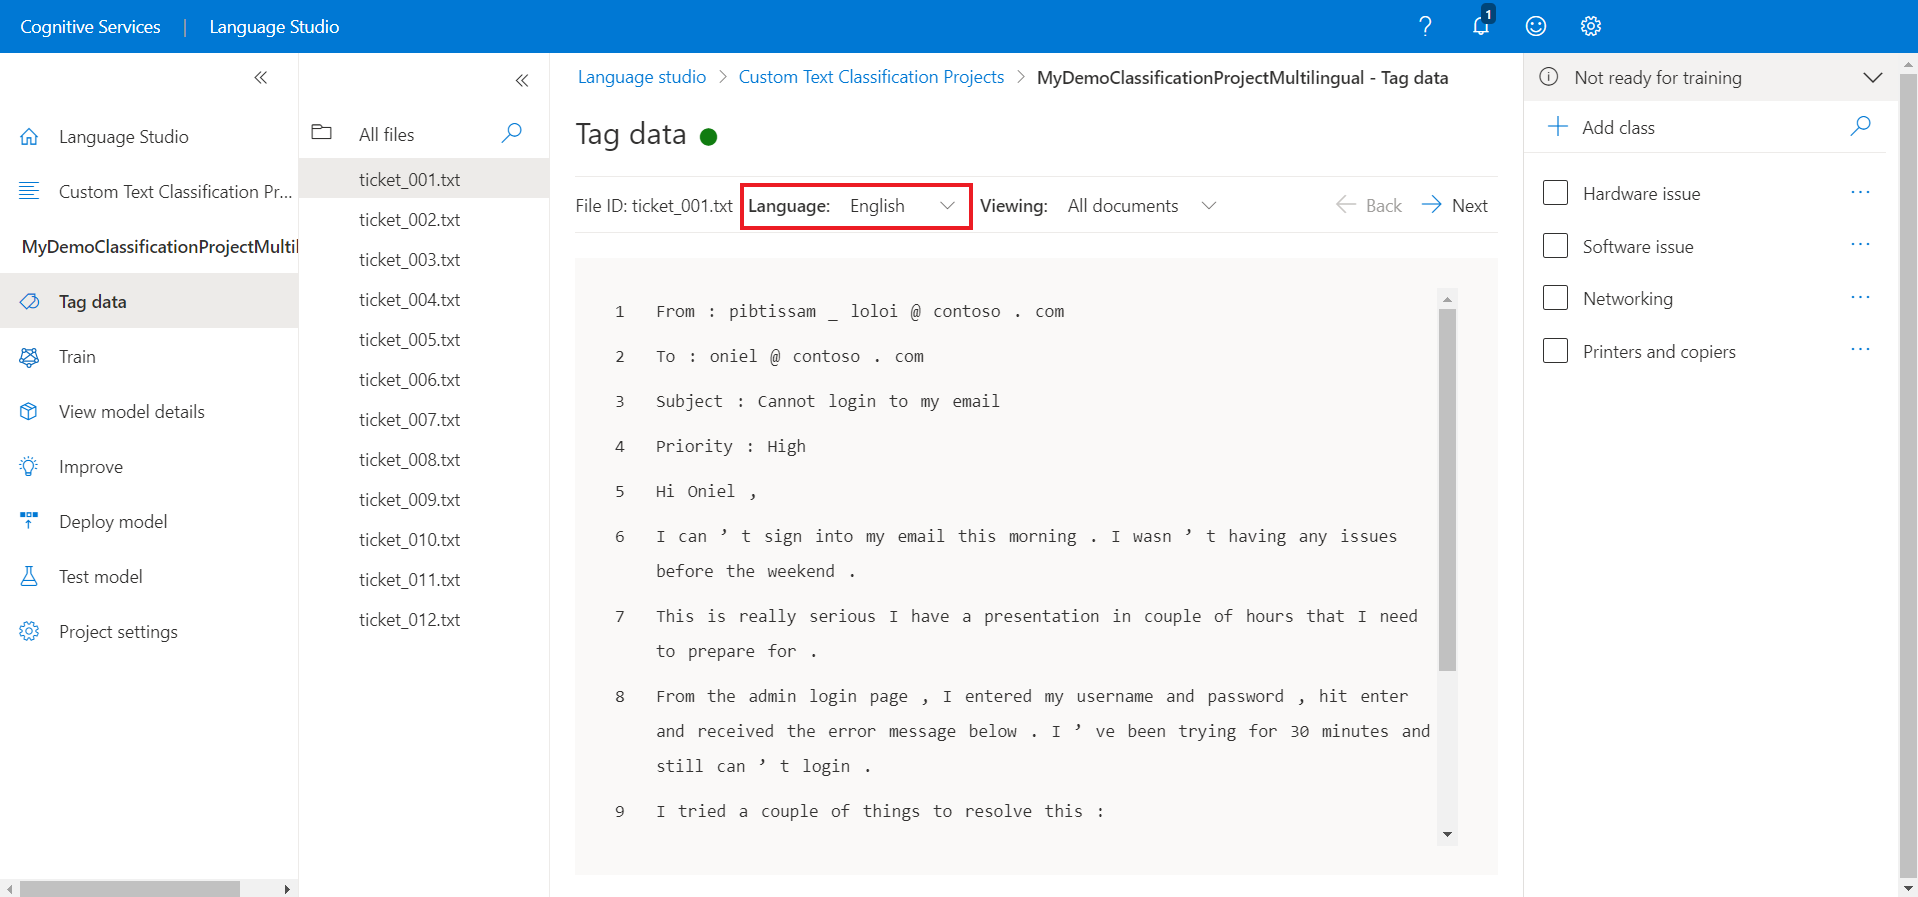 Cognitive Services | Language Studio
1
Language Studio
Custom Text Classification Pr...
MyDemoClassificationProjectMultil
Tag data
Train
View model details
Improve
Deploy model
Test model
Project settings
All files
ticket_001.txt
ticket_002.txt
ticket_003.txt
ticket_004.txt
ticket_005.txt
ticket_006.txt
ticket_007.txt
ticket_008.txt
ticket_009.txt
ticket_010.txt
ticket_011.txt
ticket_012.txt
Language studio > Custom Text Classification Projects > MyDemoClassificationProjectMultilingual - Tag data
Tag data
File ID: ticket_001.txt Language: English Viewing: All documents Back Next
1 From : pibtissam _ loloi @ contoso . com
2 To : oniel @ contoso . com
3 Subject : Cannot login to my email
4 Priority : High
5 Hi Oniel ,
6 I can ’ t sign into my email this morning . I wasn ’ t having any issues
before the weekend .
7 This is really serious I have a presentation in couple of hours that I need
to prepare for .
8 From the admin login page , I entered my username and password , hit enter
and received the error message below . I ’ ve been trying for 30 minutes and
still can ’ t login .
9 I tried a couple of things to resolve this :
Not ready for training
Add class
Hardware issue ...
Software issue ...
Networking ...
Printers and copiers ...